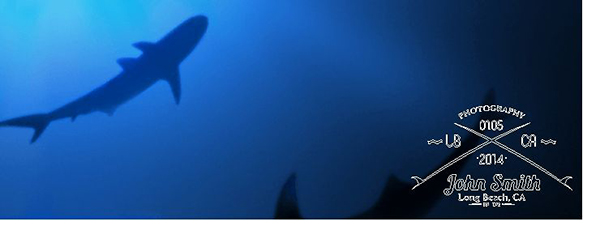 PHOTOGRAPHY
0105
LB CA
2014
John Smith
Long Beach, CA